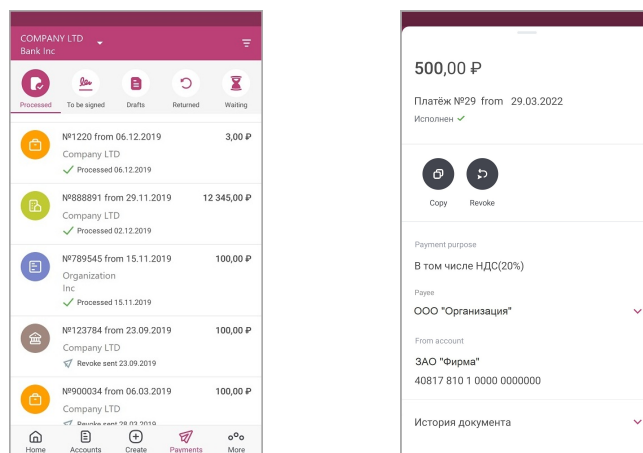 COMPANY LTD
Bank Inc
Processed
To be signed
Drafts
Returned
Waiting
№1220 from 06.12.2019 3,00 ₽
Company LTD
Processed 06.12.2019
№888891 from 29.11.2019 12 345,00 ₽
Company LTD
Processed 02.12.2019
№789545 from 15.11.2019 100,00 ₽
Organization
Inc
Processed 15.11.2019
№123784 from 23.09.2019 100,00 ₽
Company LTD
Revoke sent 23.09.2019
№900034 from 06.03.2019 100,00 ₽
Company LTD
Revoke sent 28.03.2019
Home
Accounts
Create
Payments
More
500,00 ₽
Платёж №29 from 29.03.2022
Исполнен
Copy
Revoke
Payment purpose
В том числе НДС(20%)
Payee
ООО "Организация"
From account
ЗАО "Фирма"
40817 810 1 0000 0000000
История документа